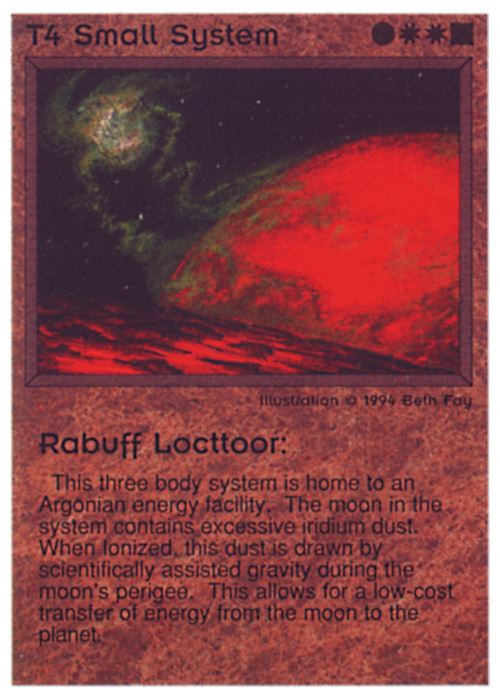 T4 Small System
Illustration © 1994 Beth Fay
Rabuff Locttoor:
This three body system is home to an
Argonian energy facility. The moon in the
system contains excessive iridium dust.
When Ionized, this dust is drawn by
scientifically assisted gravity during the
moon's perigee. This allows for a low-cost
transfer of energy from the moon to the
planet.